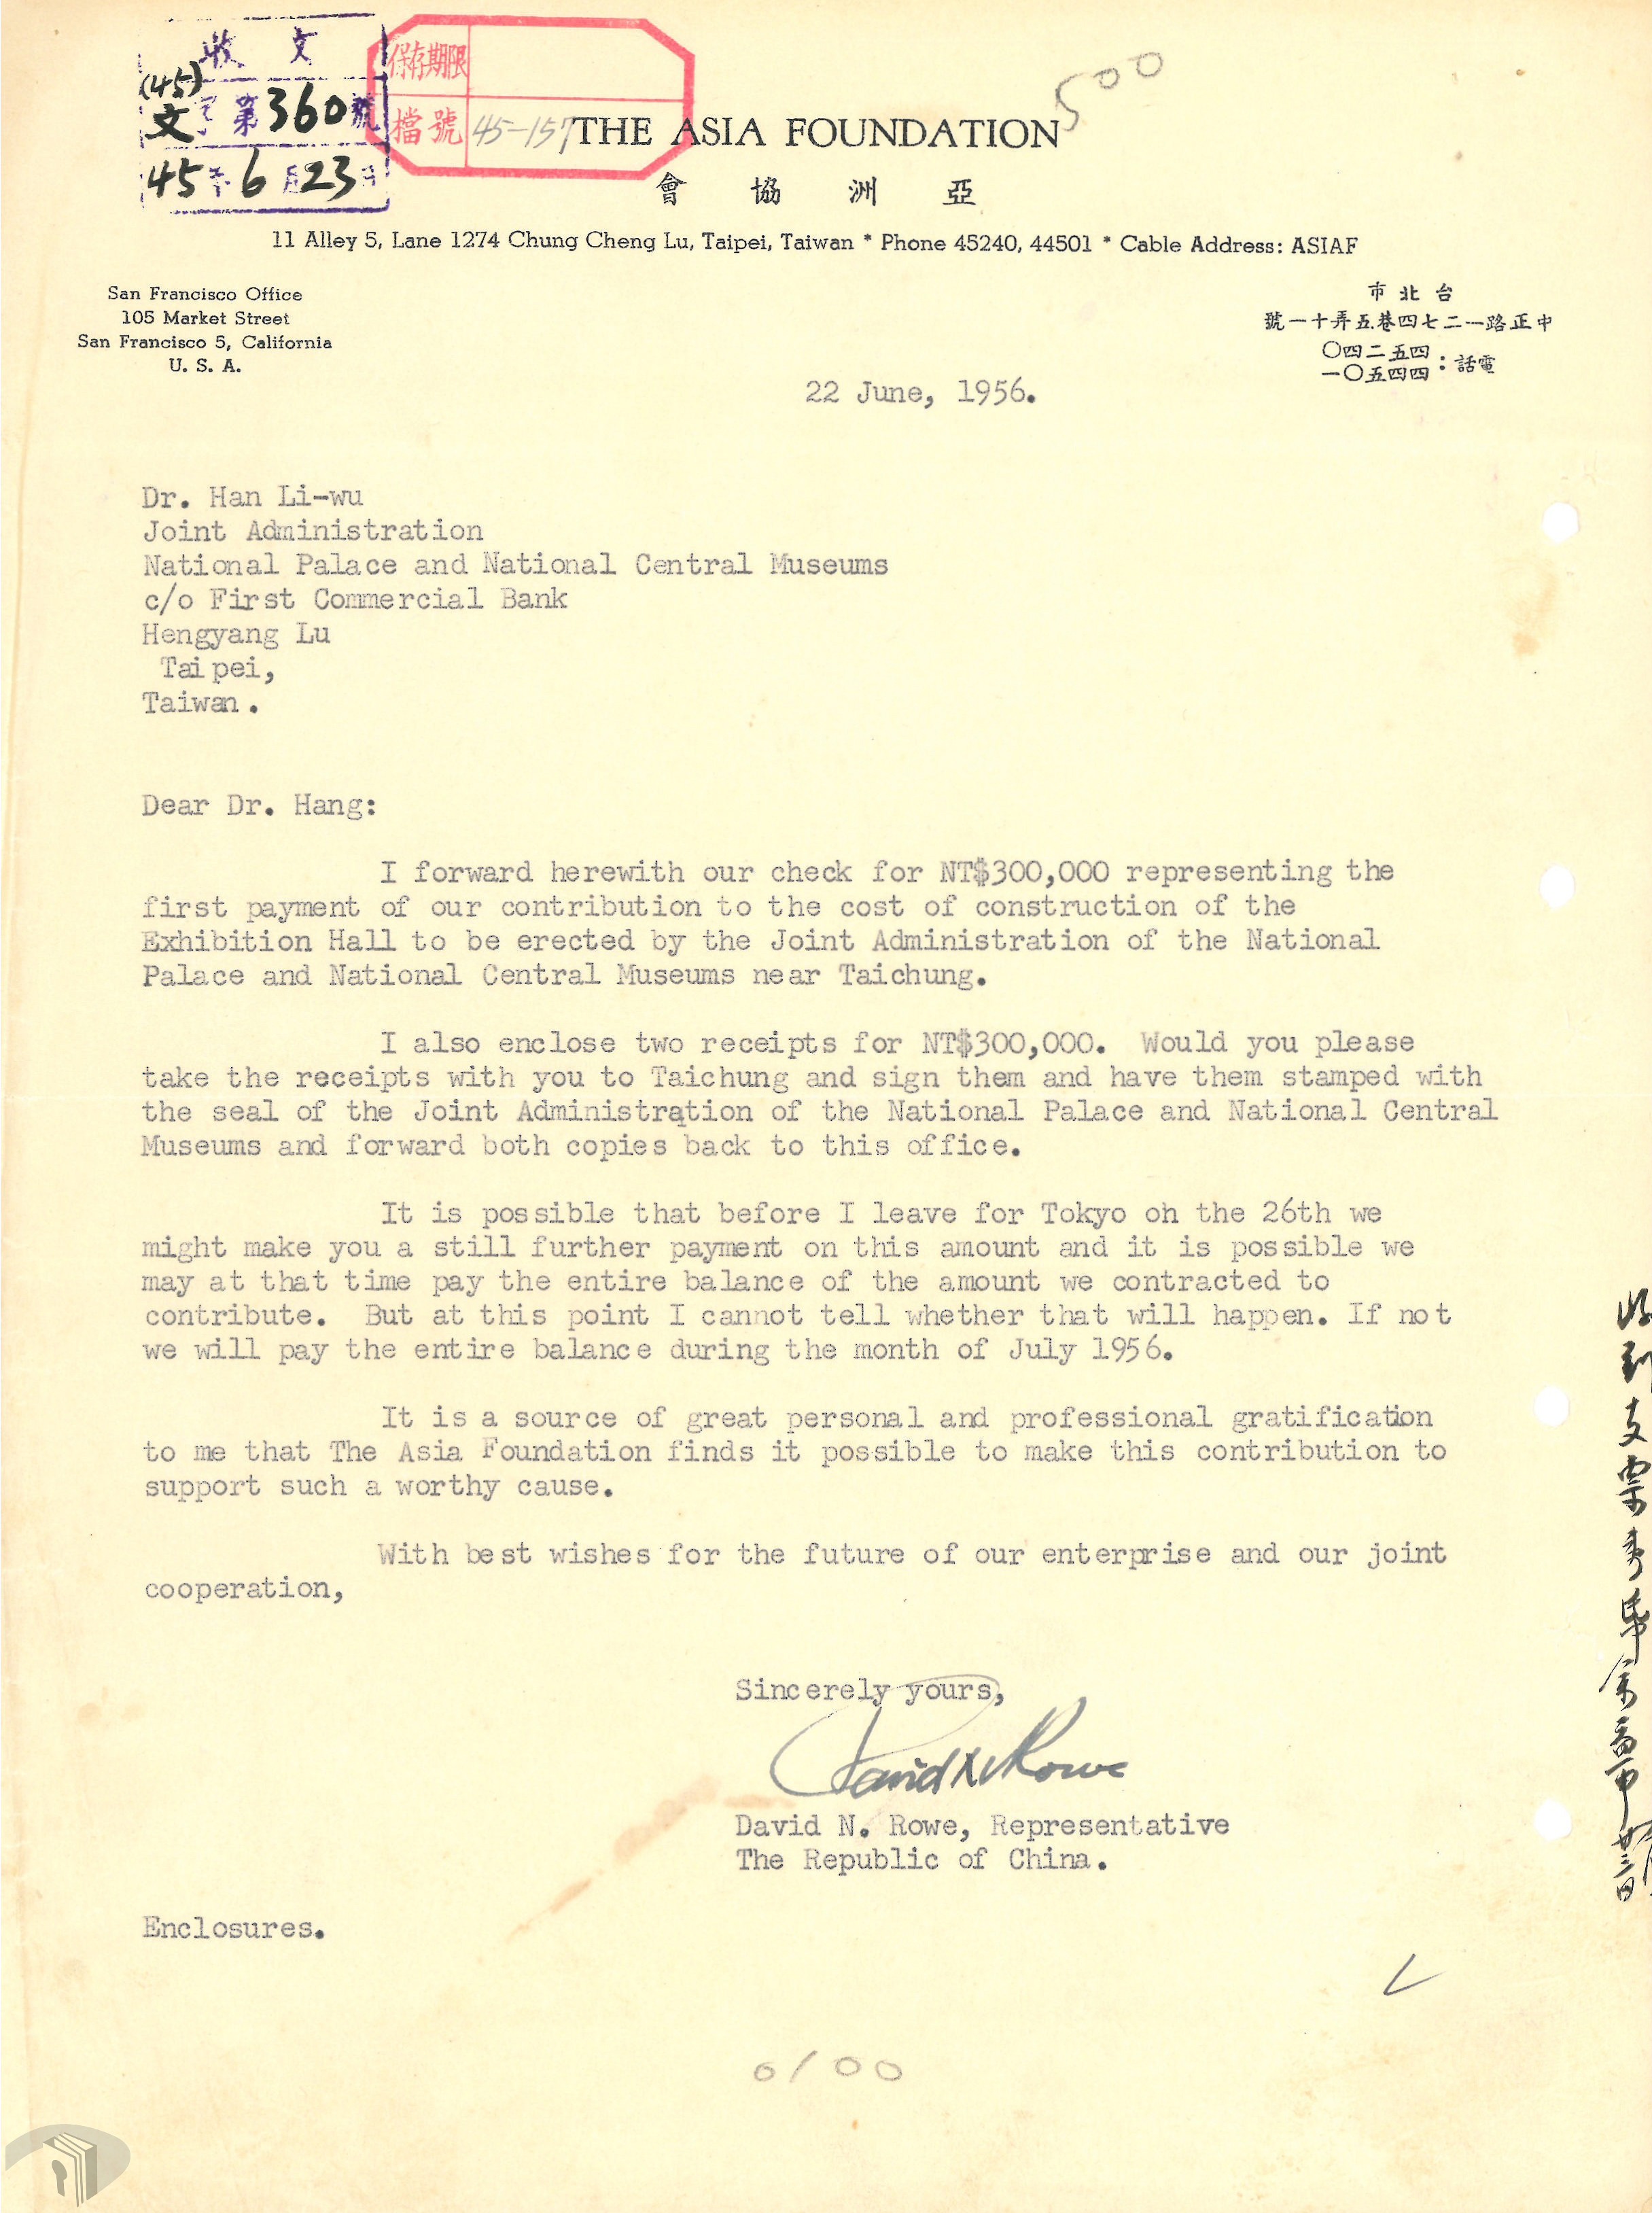 收文
(45)
文字第360號
45年6月23日
保存期限
檔號 45-157
500
THE ASIA FOUNDATION
會協洲亞
11 Alley 5, Lane 1274 Chung Cheng Lu, Taipei, Taiwan * Phone 45240, 44501 * Cable Address: ASIAF
San Francisco Office
105 Market Street
San Francisco 5, California
U. S. A.
市北台
號一十弄五巷四七二一路正中
〇四二五四
一〇五四四:話電
22 June, 1956.
Dr. Han Li-wu
Joint Administration
National Palace and National Central Museums
c/o First Commercial Bank
Hengyang Lu
Taipei,
Taiwan.
Dear Dr. Hang:
I forward herewith our check for NT$300,000 representing the
first payment of our contribution to the cost of construction of the
Exhibition Hall to be erected by the Joint Administration of the National
Palace and National Central Museums near Taichung.
I also enclose two receipts for NT$300,000. Would you please
take the receipts with you to Taichung and sign them and have them stamped with
the seal of the Joint Administration of the National Palace and National Central
Museums and forward both copies back to this office.
It is possible that before I leave for Tokyo oh the 26th we
might make you a still further payment on this amount and it is possible we
may at that time pay the entire balance of the amount we contracted to
contribute. But at this point I cannot tell whether that will happen. If not
we will pay the entire balance during the month of July 1956.
It is a source of great personal and professional gratification
to me that The Asia Foundation finds it possible to make this contribution to
support such a worthy cause.
With best wishes for the future of our enterprise and our joint
cooperation,
Sincerely yours,
David N. Rowe
David N. Rowe, Representative
The Republic of China.
Enclosures.
收到支票
廿三日
0100